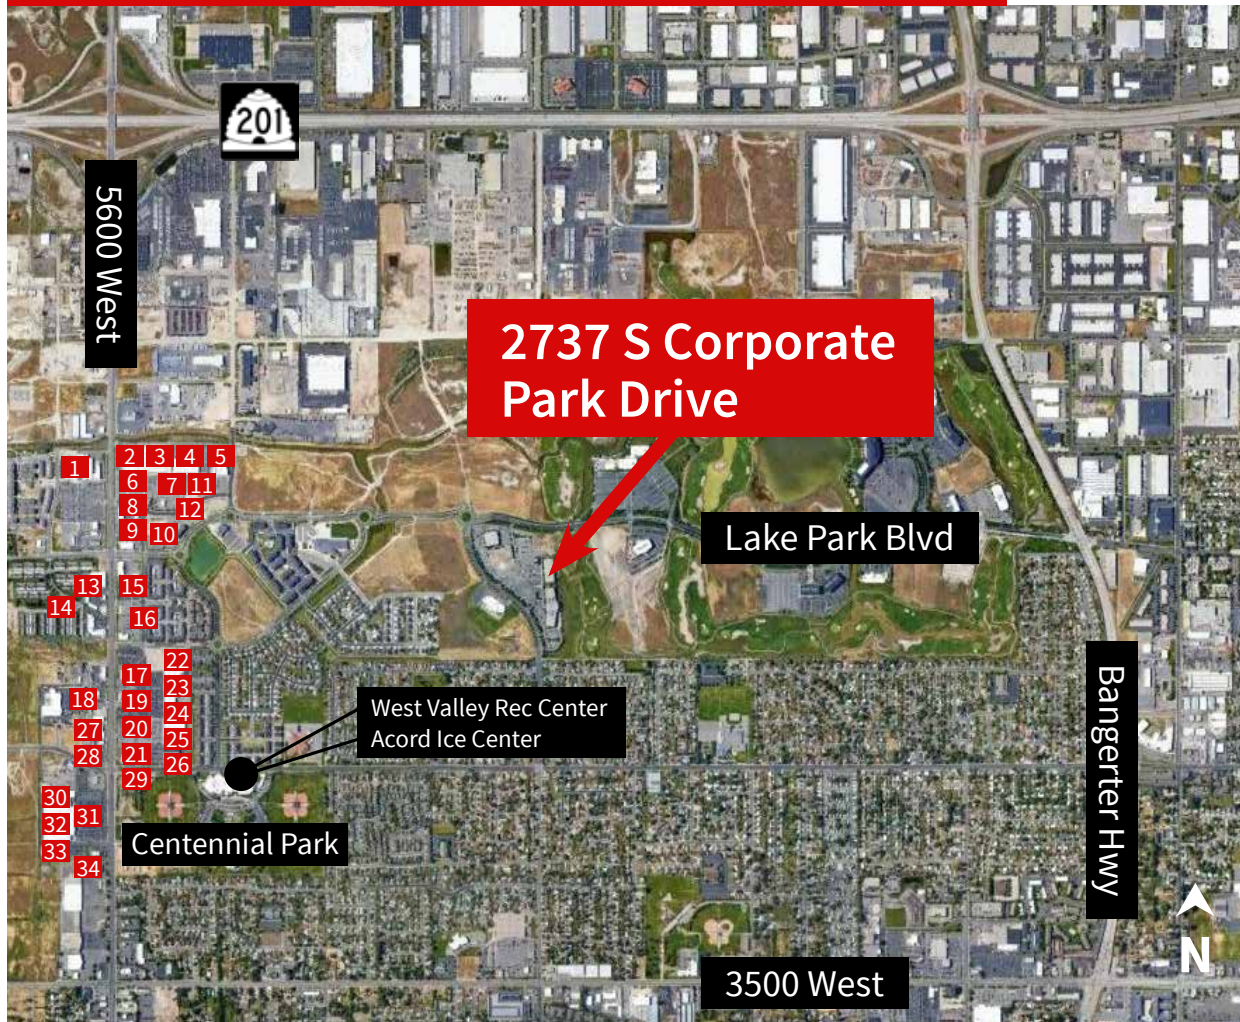 201
5600 West
2737 S Corporate
Park Drive
1
2 3 4 5
6 7 11
8 12
9 10
Lake Park Blvd
13 15
14 16
22
17
23
18 19
24
27 20
25
28 21
26
29
West Valley Rec Center
Acord Ice Center
Bangerter Hwy
30
31
32
33
34
Centennial Park
N
3500 West